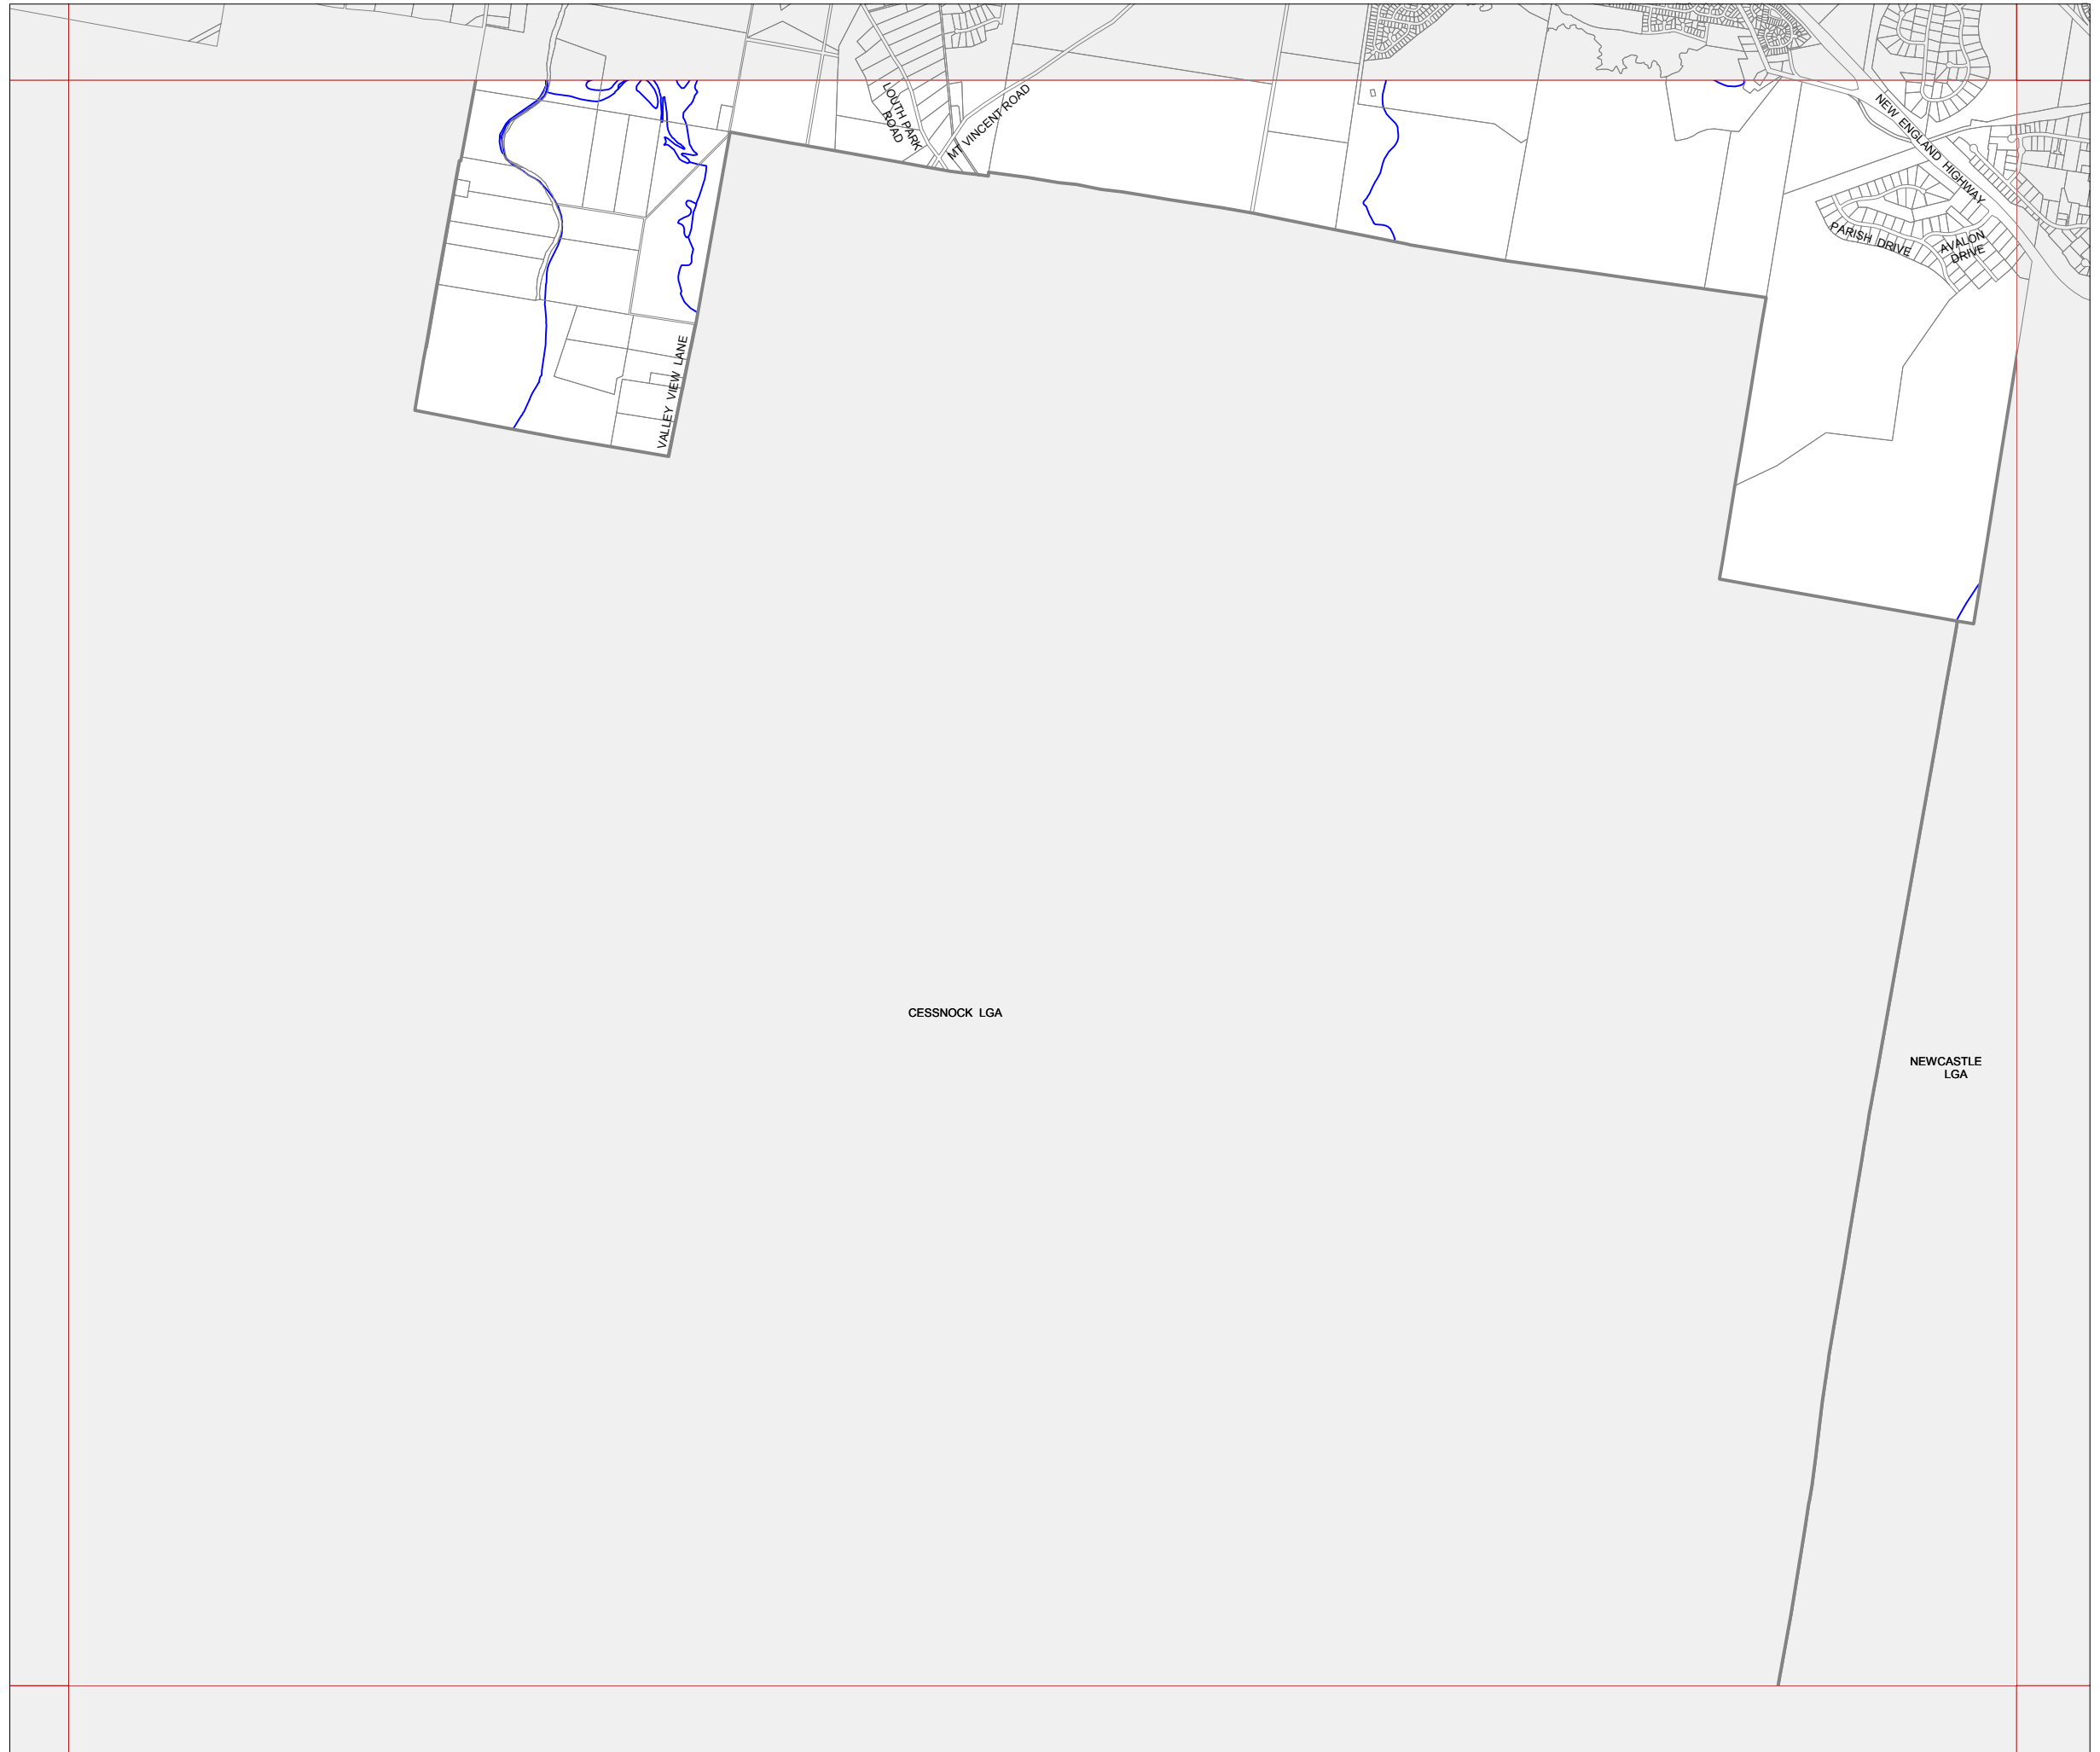 LOUTH PARK
ROAD
MT VINCENT ROAD
NEW ENGLAND HIGHWAY
PARISH DRIVE
AVALON
DRIVE
VALLEY VIEW LANE
CESSNOCK LGA
NEWCASTLE
LGA